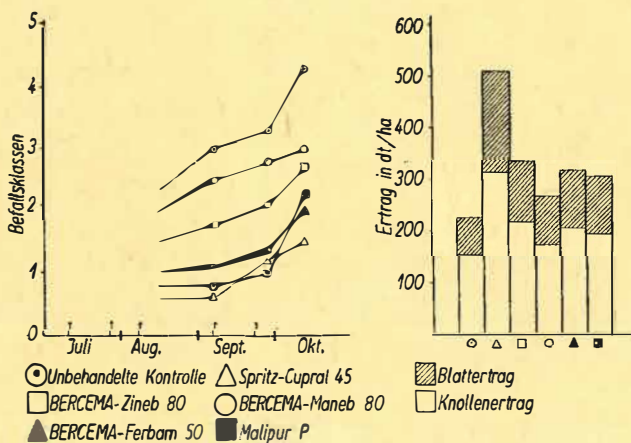 5
4
3
2
1
0
Befallsklassen
Juli Aug. Sept. Okt.
600
500
400
300
200
100
Ertrag in dt/ha
Unbehandelte Kontrolle
Spritz-Cupral 45
BERCEMA-Zineb 80
BERCEMA-Maneb 80
BERCEMA-Ferbam 50
Malipur P
Blattertrag
Knollenertrag